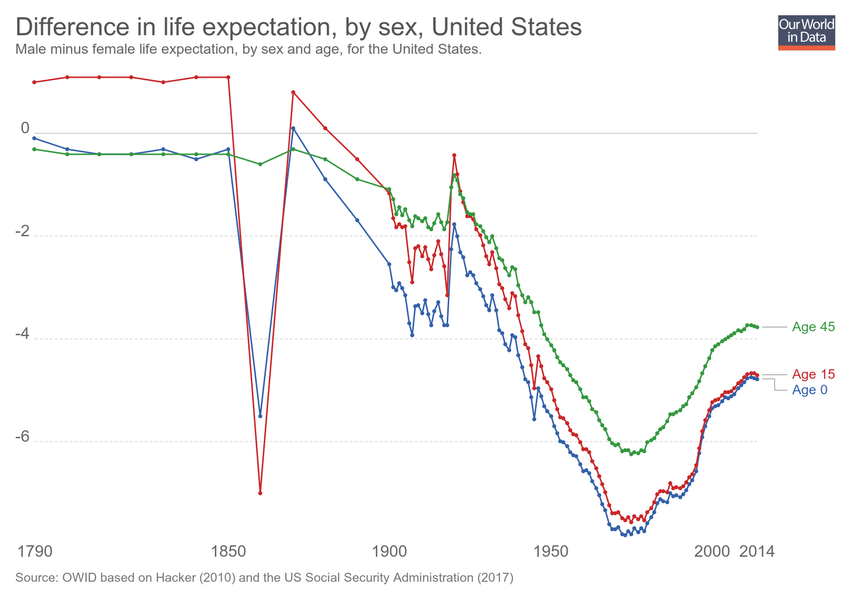 Difference in life expectation, by sex, United States
Male minus female life expectation, by sex and age, for the United States.
Our World
in Data
0
-2
-4
-6
Age 45
Age 15
Age 0
1790
1850
1900
1950
2000
2014
Source: OWID based on Hacker (2010) and the US Social Security Administration (2017)